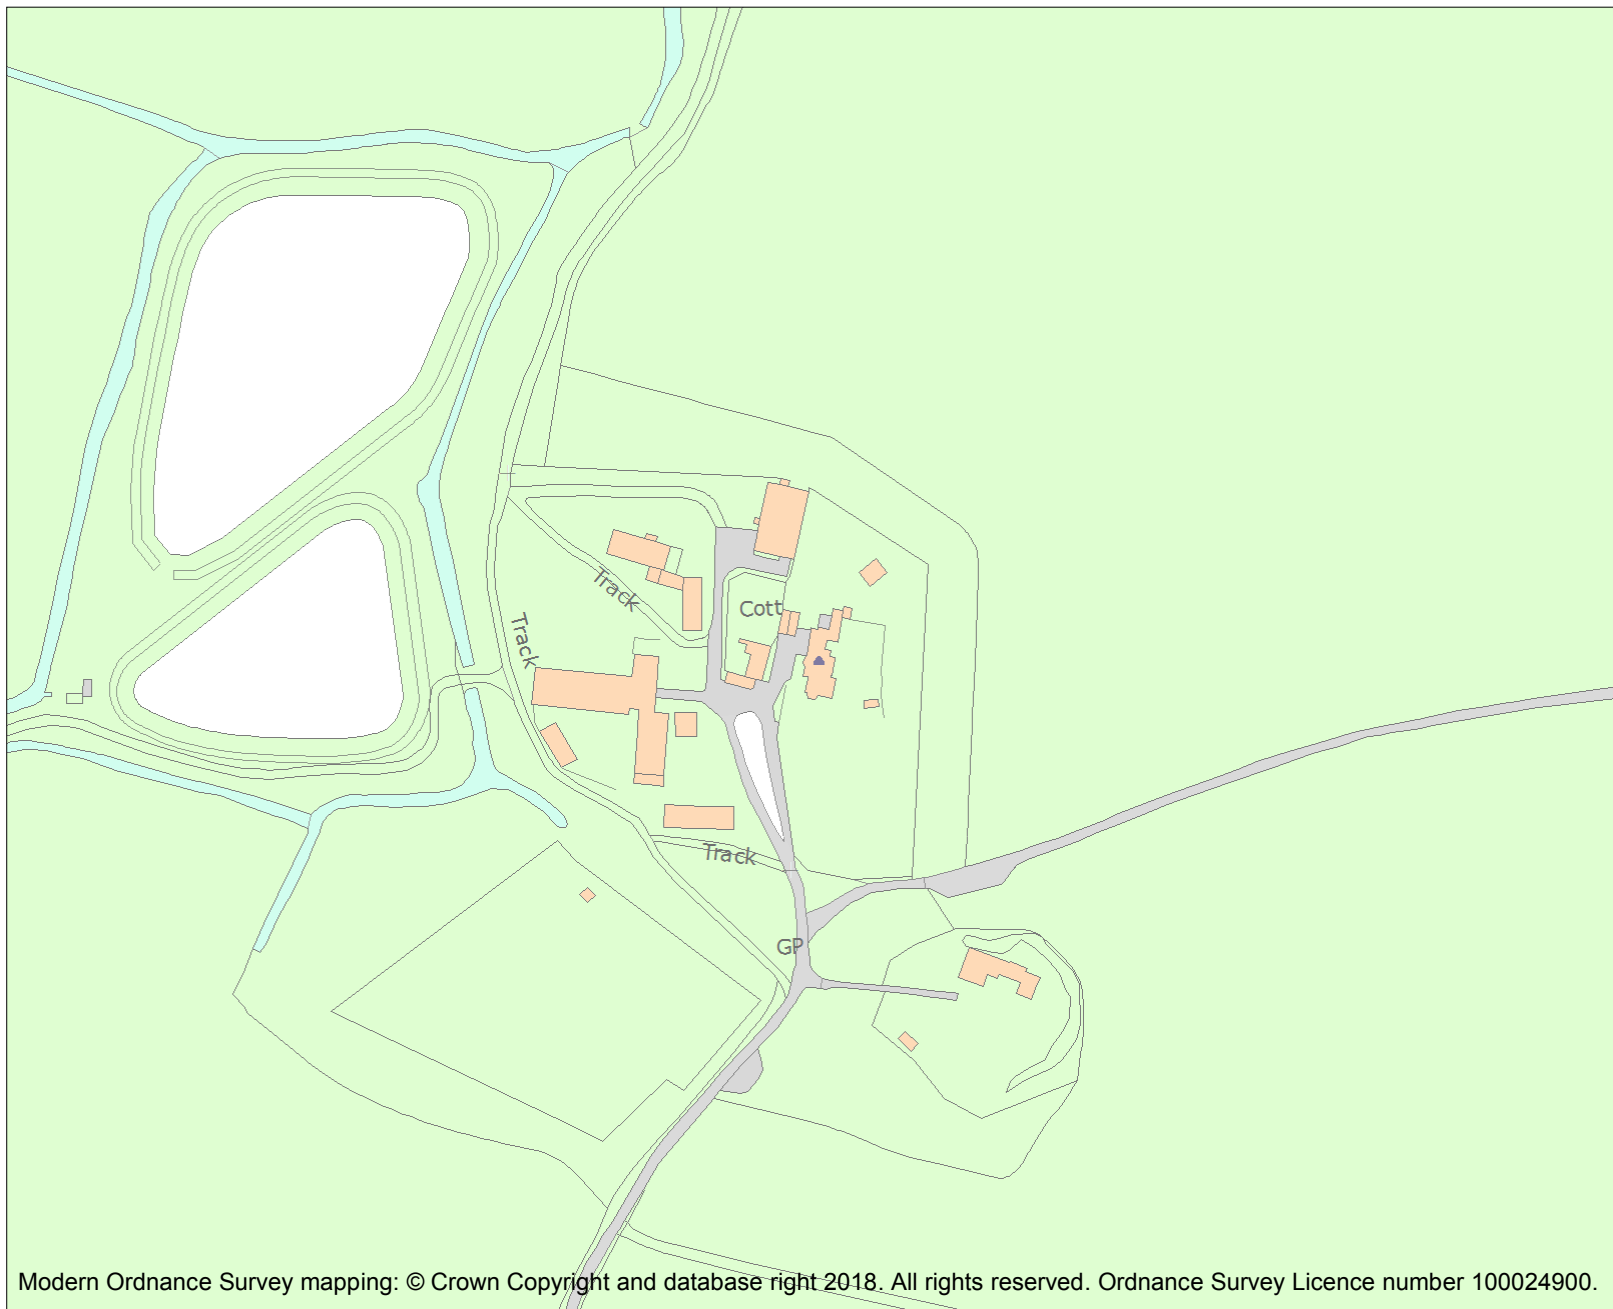 Track
Cott
Track
Track
GP
Modern Ordnance Survey mapping: © Crown Copyright and database right 2018. All rights reserved. Ordnance Survey Licence number 100024900.